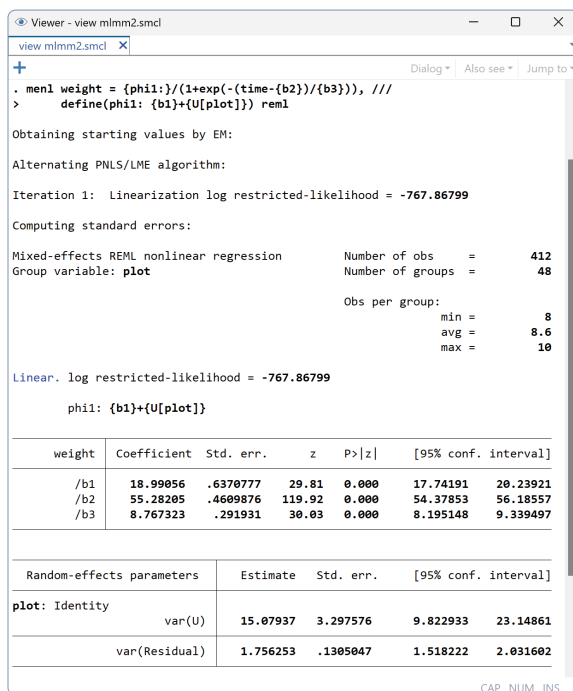 Viewer - view mlmm2.smcl
view mlmm2.smcl
+ Dialog Also see Jump to
. menl weight = {phi1:}/(1+exp(-(time-{b2})/{b3})), ///
> define(phi1: {b1}+{U[plot]}) reml
Obtaining starting values by EM:
Alternating PNLS/LME algorithm:
Iteration 1: Linearization log restricted-likelihood = -767.86799
Computing standard errors:
Mixed-effects REML nonlinear regression Number of obs = 412
Group variable: plot Number of groups = 48
Obs per group:
min = 8
avg = 8.6
max = 10
Linear. log restricted-likelihood = -767.86799
phi1: {b1}+{U[plot]}
weight Coefficient Std. err. z P>|z| [95% conf. interval]
/b1 18.99056 .6370777 29.81 0.000 17.74191 20.23921
/b2 55.28205 .4609876 119.92 0.000 54.37853 56.18557
/b3 8.767323 .291931 30.03 0.000 8.195148 9.339497
Random-effects parameters Estimate Std. err. [95% conf. interval]
plot: Identity
var(U) 15.07937 3.297576 9.822933 23.14861
var(Residual) 1.756253 .1305047 1.518222 2.031602
CAP NUM INS